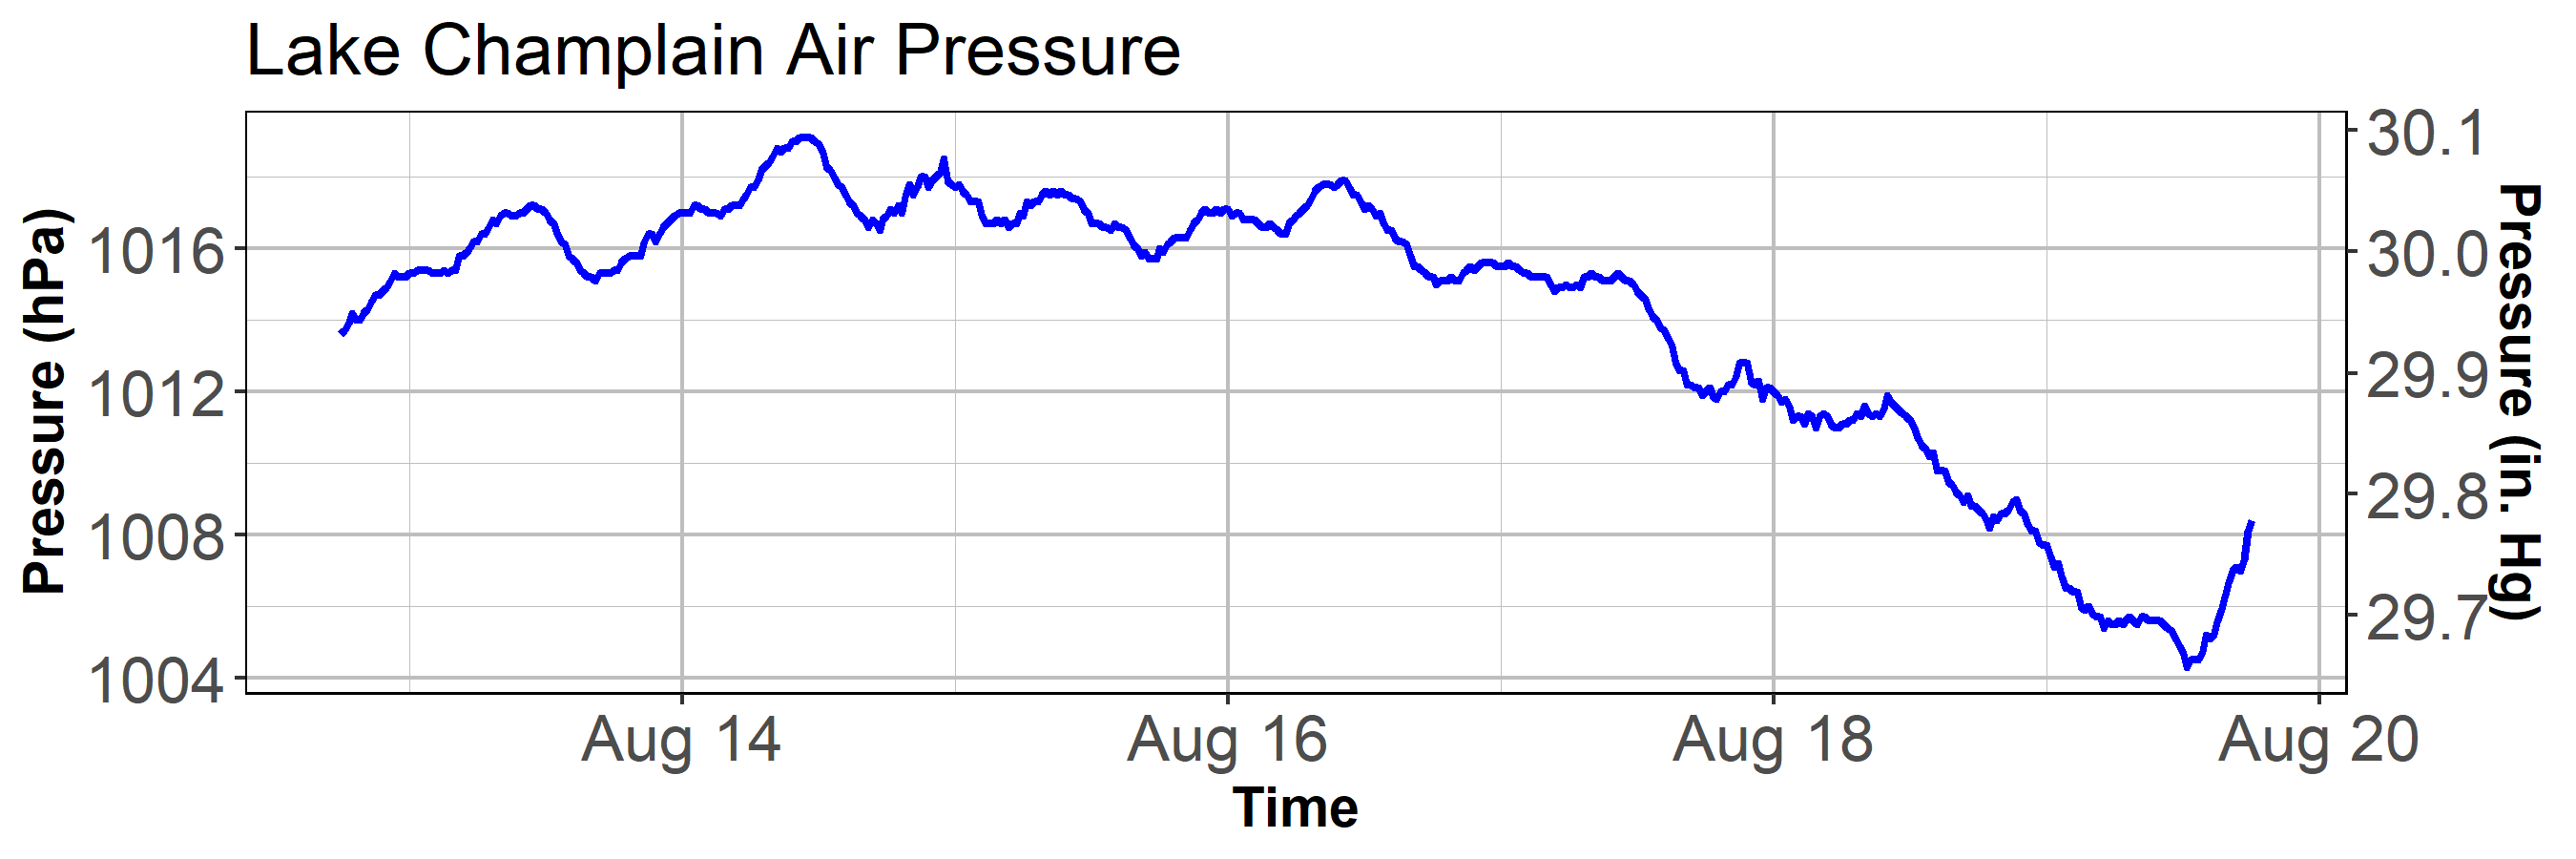 Lake Champlain Air Pressure
Pressure (hPa)
1016
1012
1008
1004
30.1
30.0
29.9
29.8
29.7
Pressure (in. Hg)
Aug 14
Aug 16
Aug 18
Aug 20
Time